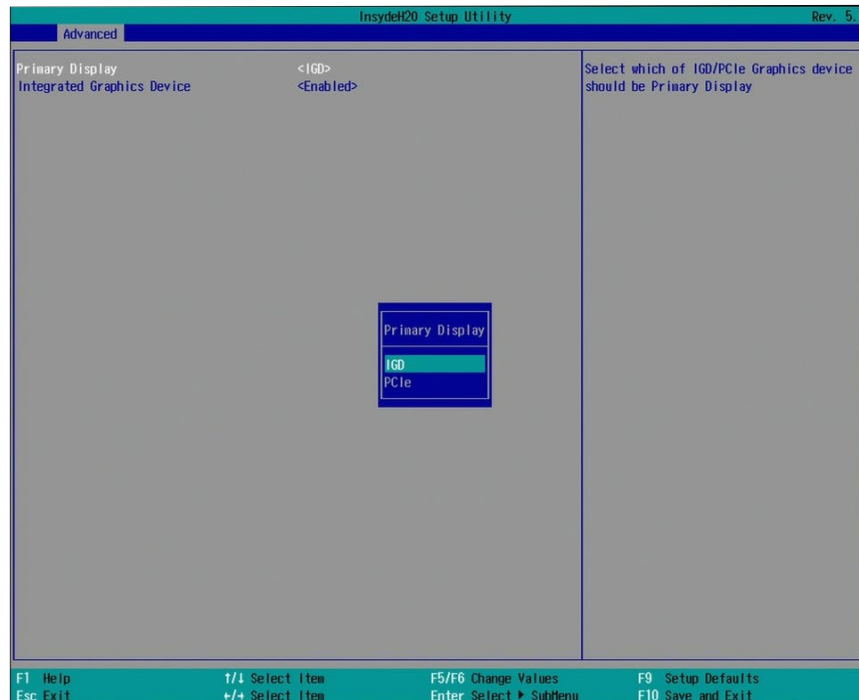 InsydeH20 Setup Utility Rev. 5.
Advanced
Primary Display <IGD> Select which of IGD/PCIe Graphics device
Integrated Graphics Device <Enabled> should be Primary Display
Primary Display
IGD
PCIe
F1 Help ↑/↓ Select Item F5/F6 Change Values F9 Setup Defaults
Esc Exit ←/→ Select Item Enter Select ▶ SubMenu F10 Save and Exit